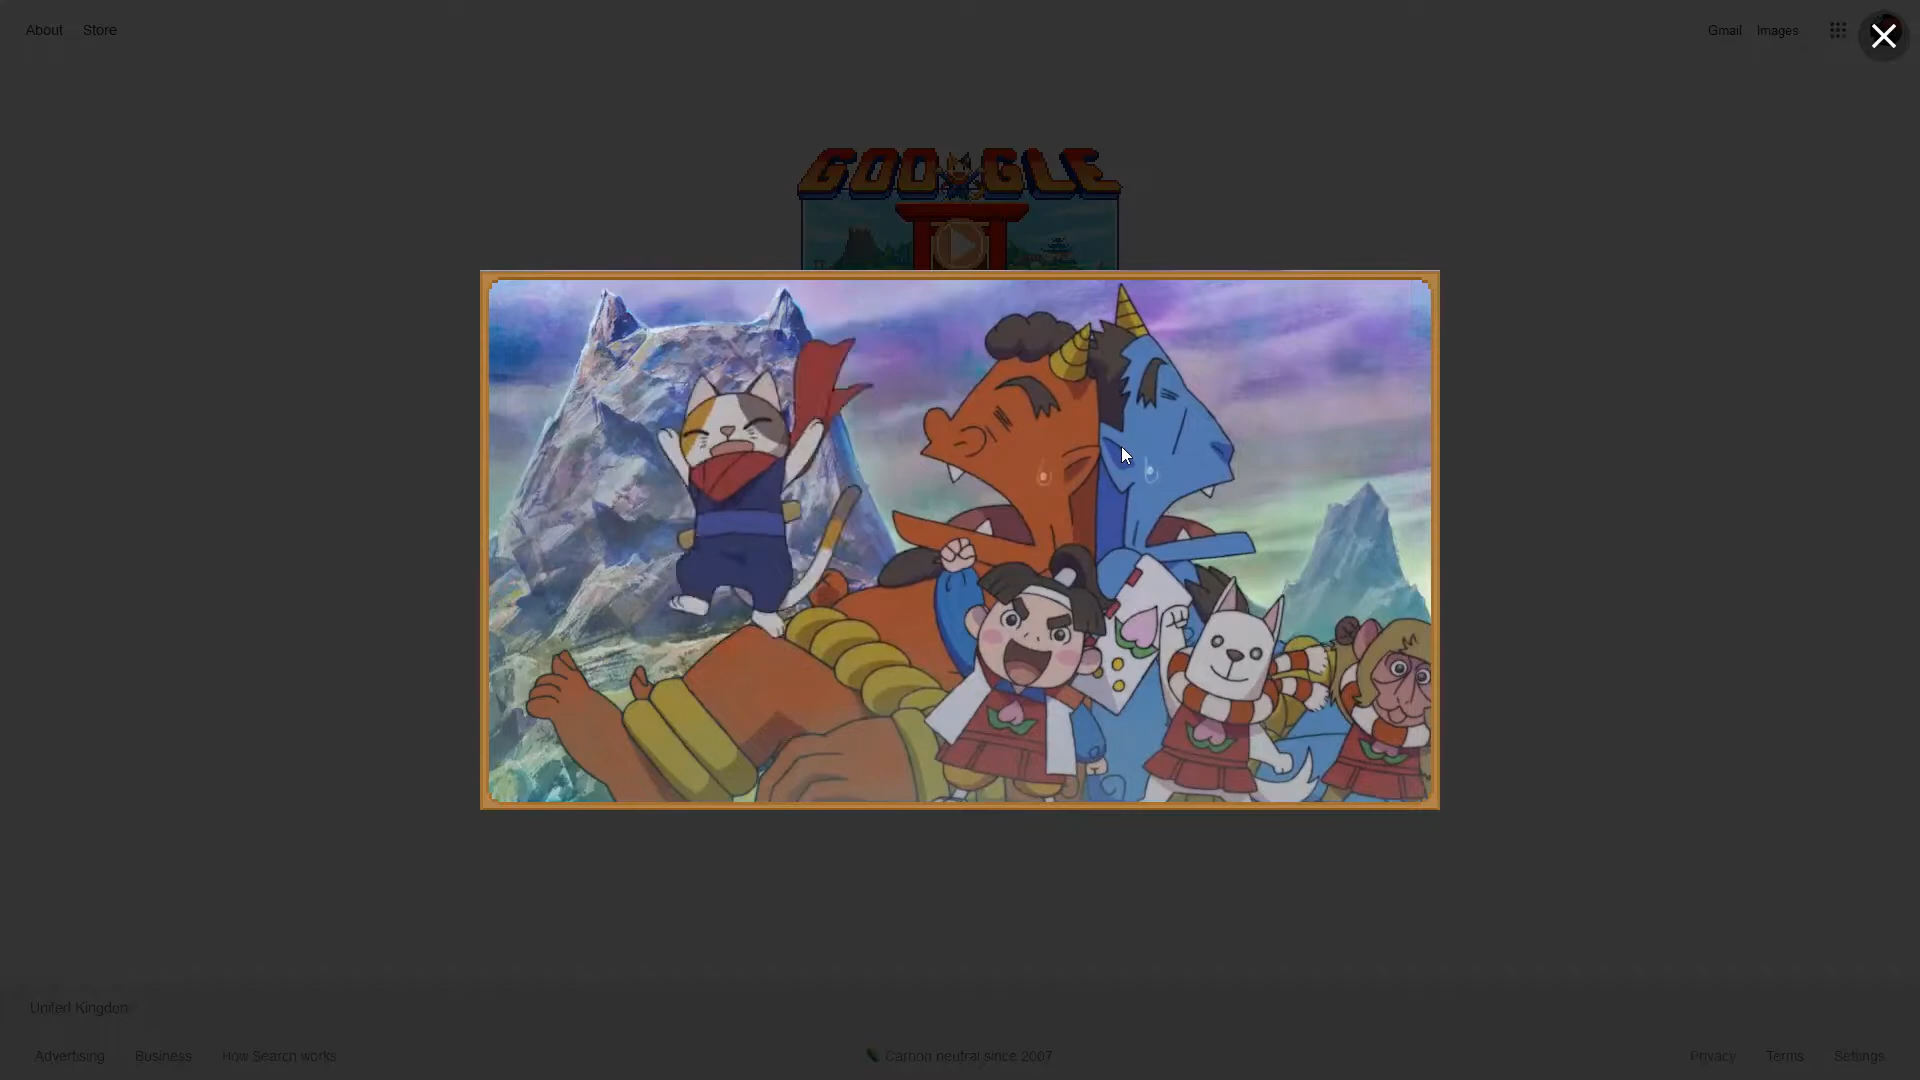 About Store Gmail Images
GOOGLE
United Kingdom
Advertising Business How Search works Carbon neutral since 2007 Privacy Terms Settings